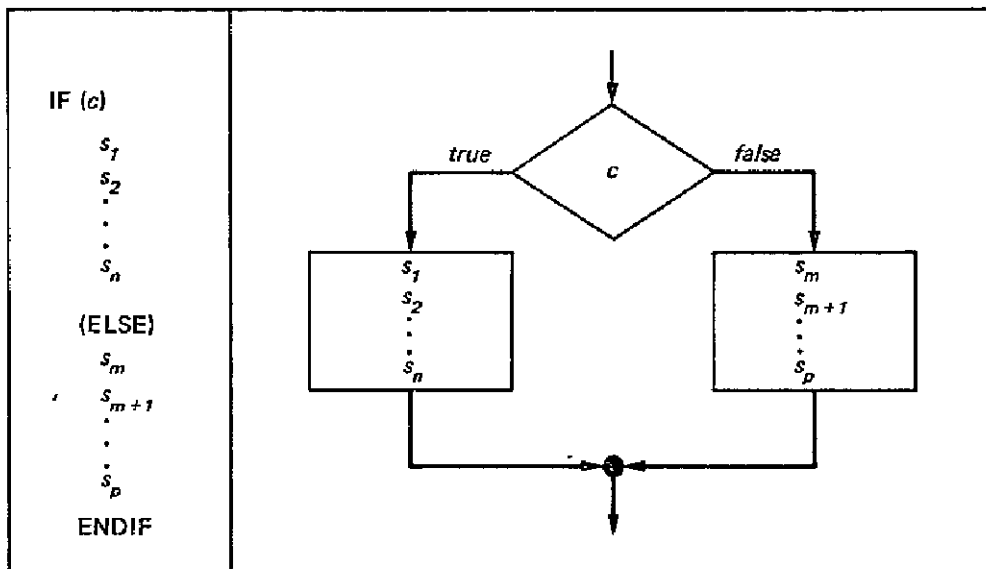 IF (c)
s1
s2
.
.
.
sn
(ELSE)
sm
sm+1
.
.
.
sp
ENDIF
true
false
c
s1
s2
.
.
.
sn
sm
sm+1
.
.
.
sp